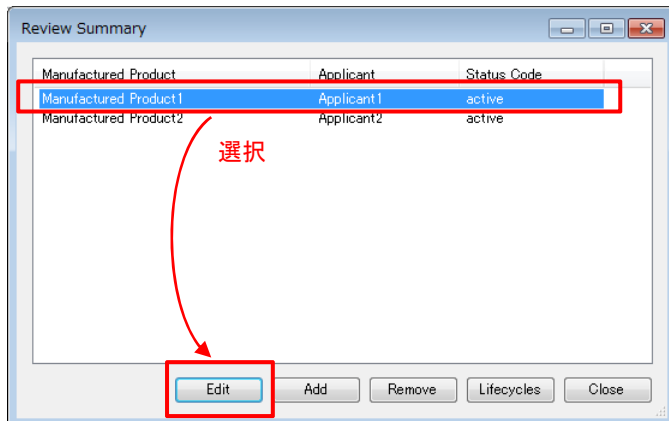 Review Summary
Manufactured Product Applicant Status Code
Manufactured Product1 Applicant1 active
Manufactured Product2 Applicant2 active
選択
Edit Add Remove Lifecycles Close